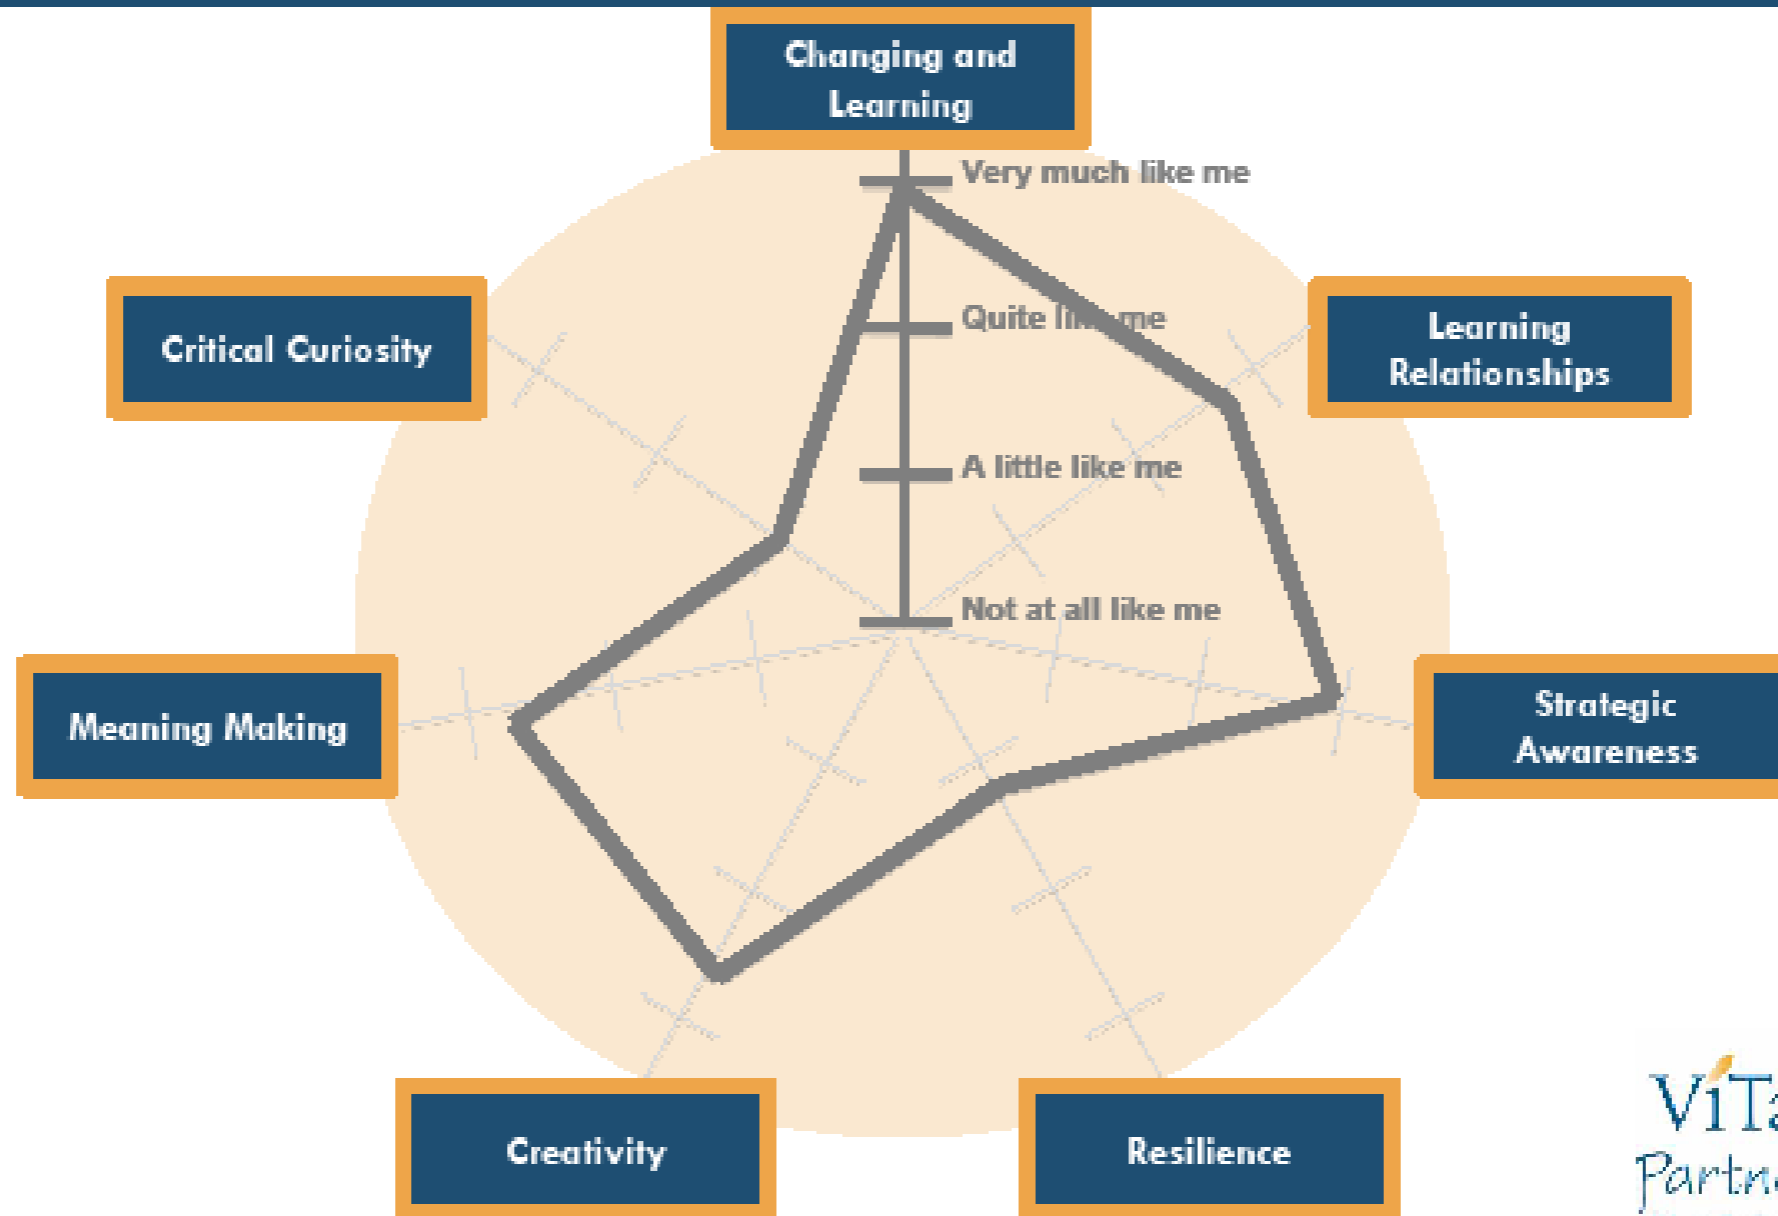 Changing and
Learning
Very much like me
Critical Curiosity
Quite like me
Learning
Relationships
A little like me
Not at all like me
Meaning Making
Strategic
Awareness
Creativity
Resilience